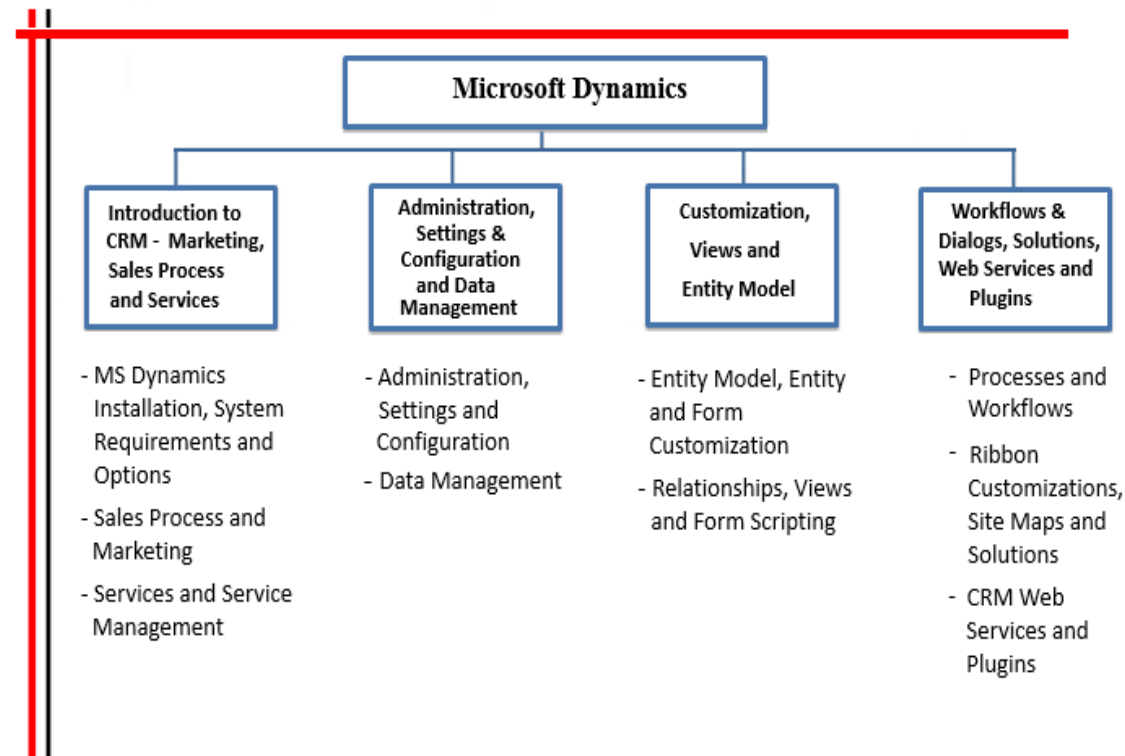 Microsoft Dynamics
Introduction to
CRM - Marketing,
Sales Process
and Services
Administration,
Settings &
Configuration
and Data
Management
Customization,
Views and
Entity Model
Workflows &
Dialogs, Solutions,
Web Services and
Plugins
- MS Dynamics
Installation, System
Requirements and
Options
- Sales Process and
Marketing
- Services and Service
Management
- Administration,
Settings and
Configuration
- Data Management
- Entity Model, Entity
and Form
Customization
- Relationships, Views
and Form Scripting
- Processes and
Workflows
- Ribbon
Customizations,
Site Maps and
Solutions
- CRM Web
Services and
Plugins